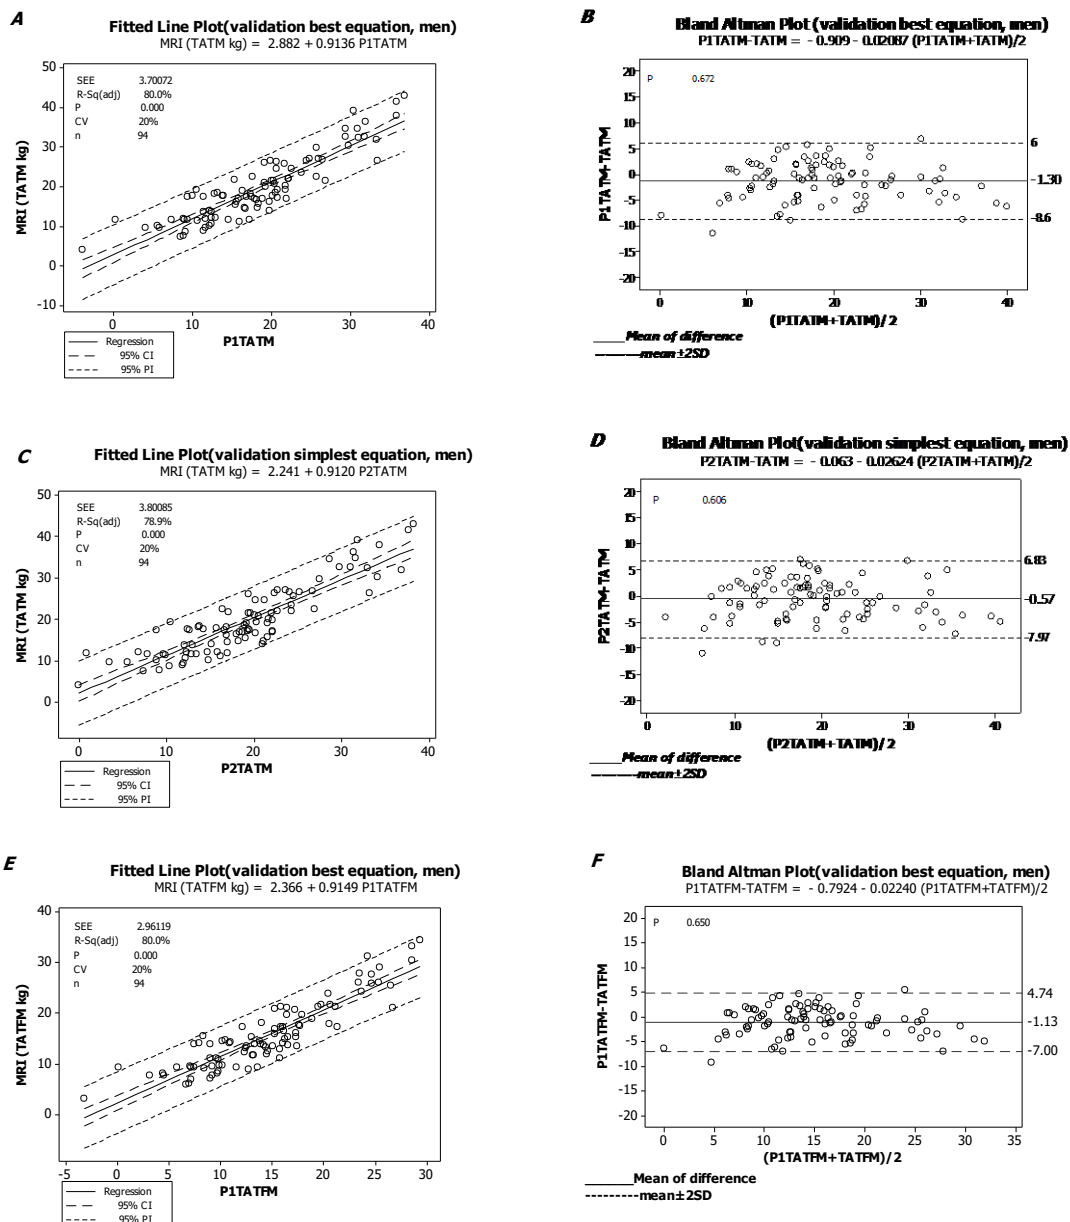 A
Fitted Line Plot(validation best equation, men)
MRI (TATM kg) = 2.882 + 0.9136 P1TATM
SEE 3.70072
R-Sq(adj) 80.0%
P 0.000
CV 20%
n 94
MRI (TATM kg)
50
40
30
20
10
0
-10
0 10 20 30 40
P1TATM
Regression
95% CI
95% PI
B
Bland Altman Plot (validation best equation, men)
P1TATM-TATM = - 0.909 - 0.02087 (P1TATM+TATM)/2
P 0.672
P1TATM-TATM
20
15
10
5
0
-5
-10
-15
-20
6
-1.30
-8.6
0 10 20 30 40
(P1TATM+TATM)/2
Mean of difference
mean±2SD
C
Fitted Line Plot(validation simplest equation, men)
MRI (TATM kg) = 2.241 + 0.9120 P2TATM
SEE 3.80085
R-Sq(adj) 78.9%
P 0.000
CV 20%
n 94
MRI (TATM kg)
50
40
30
20
10
0
0 10 20 30 40
P2TATM
Regression
95% CI
95% PI
D
Bland Altman Plot(validation simplest equation, men)
P2TATM-TATM = - 0.063 - 0.02624 (P2TATM+TATM)/2
P 0.606
P2TATM-TATM
20
15
10
5
0
-5
-10
-15
-20
6.83
-0.57
-7.97
0 10 20 30 40
(P2TATM+TATM)/2
Mean of difference
mean±2SD
E
Fitted Line Plot(validation best equation, men)
MRI (TATFM kg) = 2.366 + 0.9149 P1TATFM
SEE 2.96119
R-Sq(adj) 80.0%
P 0.000
CV 20%
n 94
MRI (TATFM kg)
40
30
20
10
0
-5 0 5 10 15 20 25 30
P1TATFM
Regression
95% CI
95% PI
F
Bland Altman Plot(validation best equation, men)
P1TATFM-TATFM = - 0.7924 - 0.02240 (P1TATFM+TATFM)/2
P 0.650
P1TATFM-TATFM
20
15
10
5
0
-5
-10
-15
-20
4.74
-1.13
-7.00
0 5 10 15 20 25 30 35
(P1TATFM+TATFM)/2
Mean of difference
mean±2SD